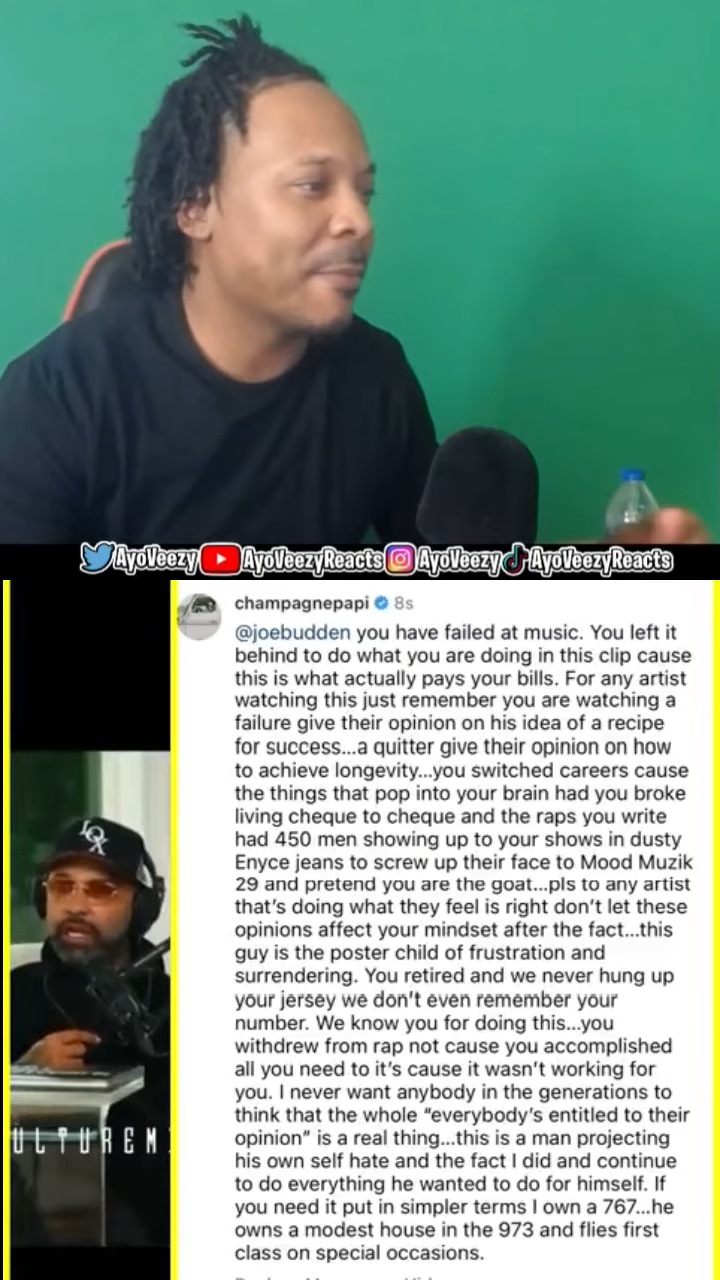 AyoVeezy AyoVeezyReacts AyoVeezy AyoVeezyReacts
champagnepapi 8s
@joebudden you have failed at music. You left it
behind to do what you are doing in this clip cause
this is what actually pays your bills. For any artist
watching this just remember you are watching a
failure give their opinion on his idea of a recipe
for success...a quitter give their opinion on how
to achieve longevity...you switched careers cause
the things that pop into your brain had you broke
living cheque to cheque and the raps you write
had 450 men showing up to your shows in dusty
Enyce jeans to screw up their face to Mood Muzik
29 and pretend you are the goat...pls to any artist
that's doing what they feel is right don't let these
opinions affect your mindset after the fact...this
guy is the poster child of frustration and
surrendering. You retired and we never hung up
your jersey we don't even remember your
number. We know you for doing this...you
withdrew from rap not cause you accomplished
all you need to it's cause it wasn't working for
you. I never want anybody in the generations to
think that the whole “everybody's entitled to their
opinion” is a real thing...this is a man projecting
his own self hate and the fact I did and continue
to do everything he wanted to do for himself. If
you need it put in simpler terms I own a 767...he
owns a modest house in the 973 and flies first
class on special occasions.
LOX
ULTUREM